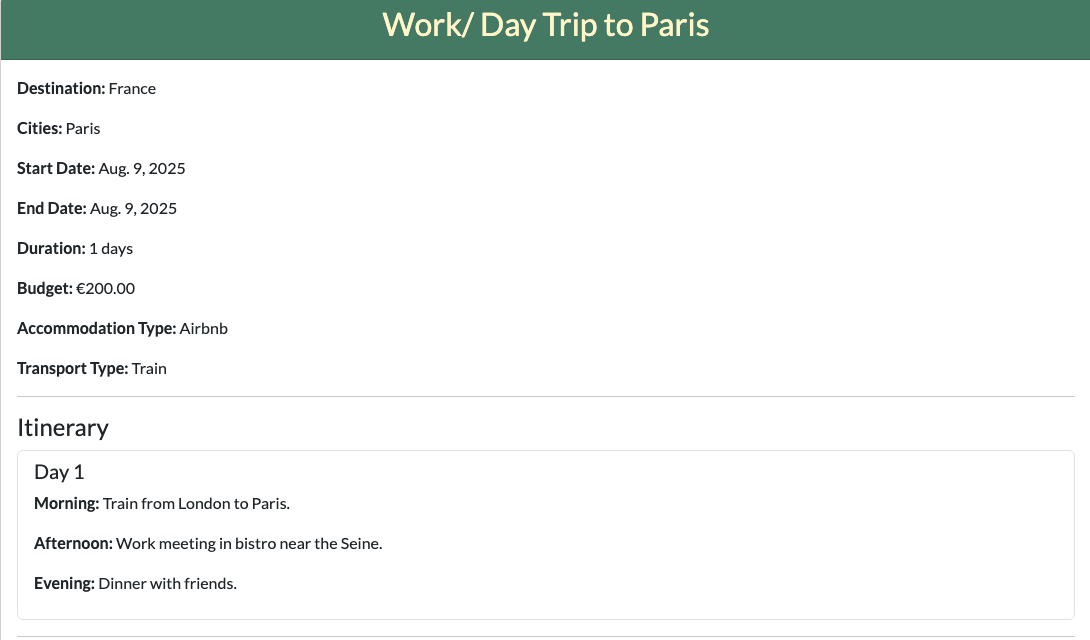 Work/ Day Trip to Paris
Destination: France
Cities: Paris
Start Date: Aug. 9, 2025
End Date: Aug. 9, 2025
Duration: 1 days
Budget: €200.00
Accommodation Type: Airbnb
Transport Type: Train
Itinerary
Day 1
Morning: Train from London to Paris.
Afternoon: Work meeting in bistro near the Seine.
Evening: Dinner with friends.